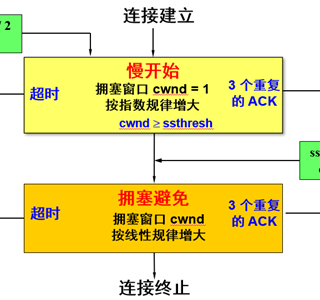 连接建立
/ 2
慢开始
拥塞窗口 cwnd = 1
按指数规律增大
cwnd ≥ ssthresh
超时
3 个重复
的 ACK
ss
拥塞避免
拥塞窗口 cwnd
按线性规律增大
超时
3 个重复
的 ACK
连接终止